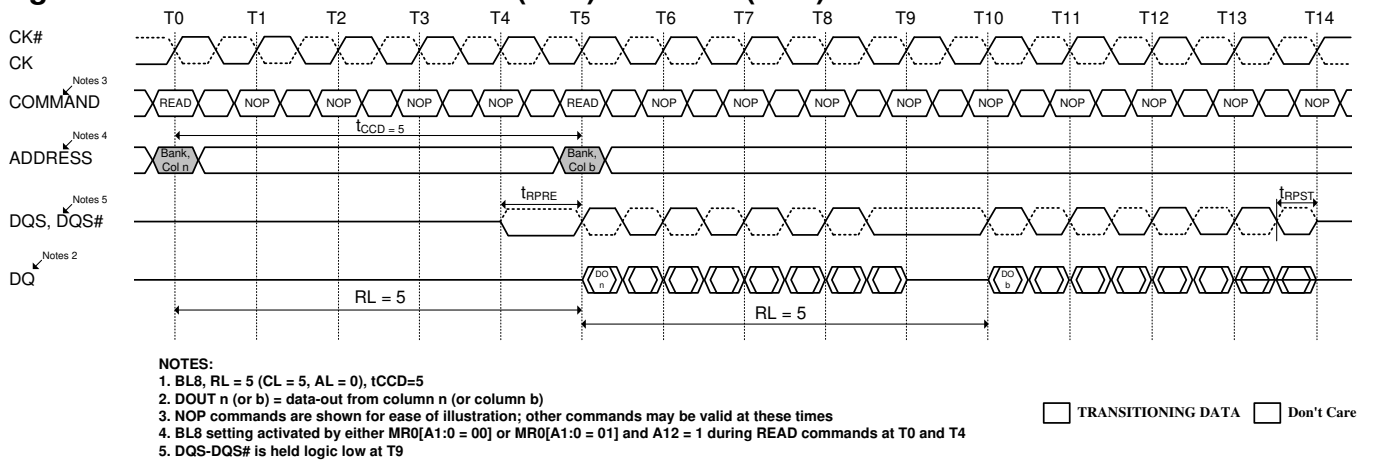 T0 T1 T2 T3 T4 T5 T6 T7 T8 T9 T10 T11 T12 T13 T14
CK#
CK
Notes 3
COMMAND READ NOP NOP NOP NOP READ NOP NOP NOP NOP NOP NOP NOP NOP NOP
tCCD = 5
Notes 4
ADDRESS
Bank, Col n
Bank, Col b
Notes 5
tRPRE
tRPST
DQS, DQS#
Notes 2
DQ
DO n
DO b
RL = 5
RL = 5
NOTES:
1. BL8, RL = 5 (CL = 5, AL = 0), tCCD=5
2. DOUT n (or b) = data-out from column n (or column b)
3. NOP commands are shown for ease of illustration; other commands may be valid at these times
4. BL8 setting activated by either MR0[A1:0 = 00] or MR0[A1:0 = 01] and A12 = 1 during READ commands at T0 and T4
5. DQS-DQS# is held logic low at T9
TRANSITIONING DATA
Don't Care